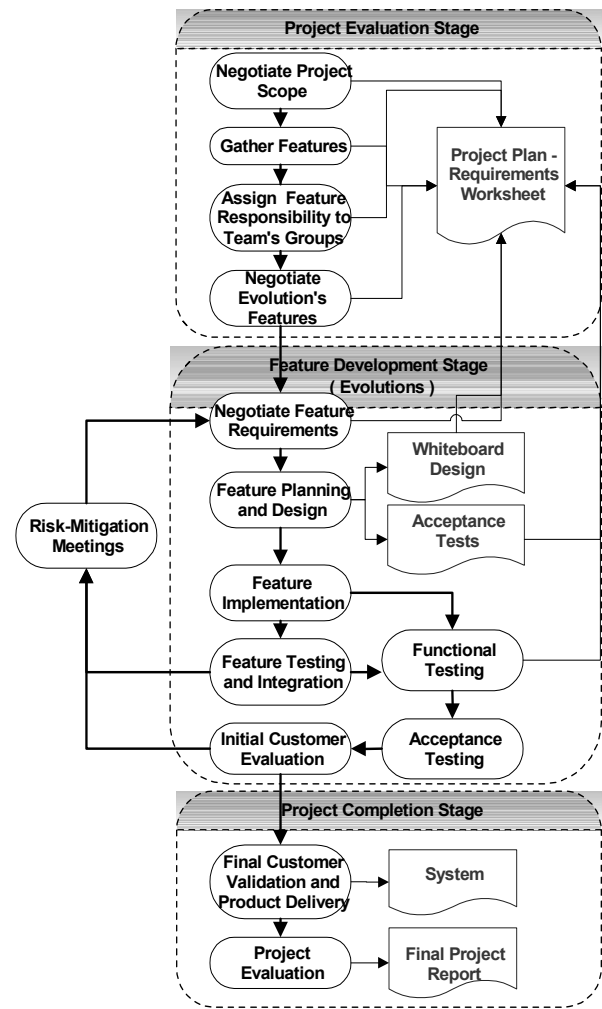 Project Evaluation Stage
Negotiate Project
Scope
Gather Features
Project Plan -
Requirements
Worksheet
Assign Feature
Responsibility to
Team's Groups
Negotiate
Evolution's
Features
Feature Development Stage
( Evolutions )
Negotiate Feature
Requirements
Whiteboard
Design
Feature Planning
and Design
Acceptance
Tests
Risk-Mitigation
Meetings
Feature
Implementation
Functional
Testing
Feature Testing
and Integration
Initial Customer
Evaluation
Acceptance
Testing
Project Completion Stage
Final Customer
Validation and
Product Delivery
System
Project
Evaluation
Final Project
Report